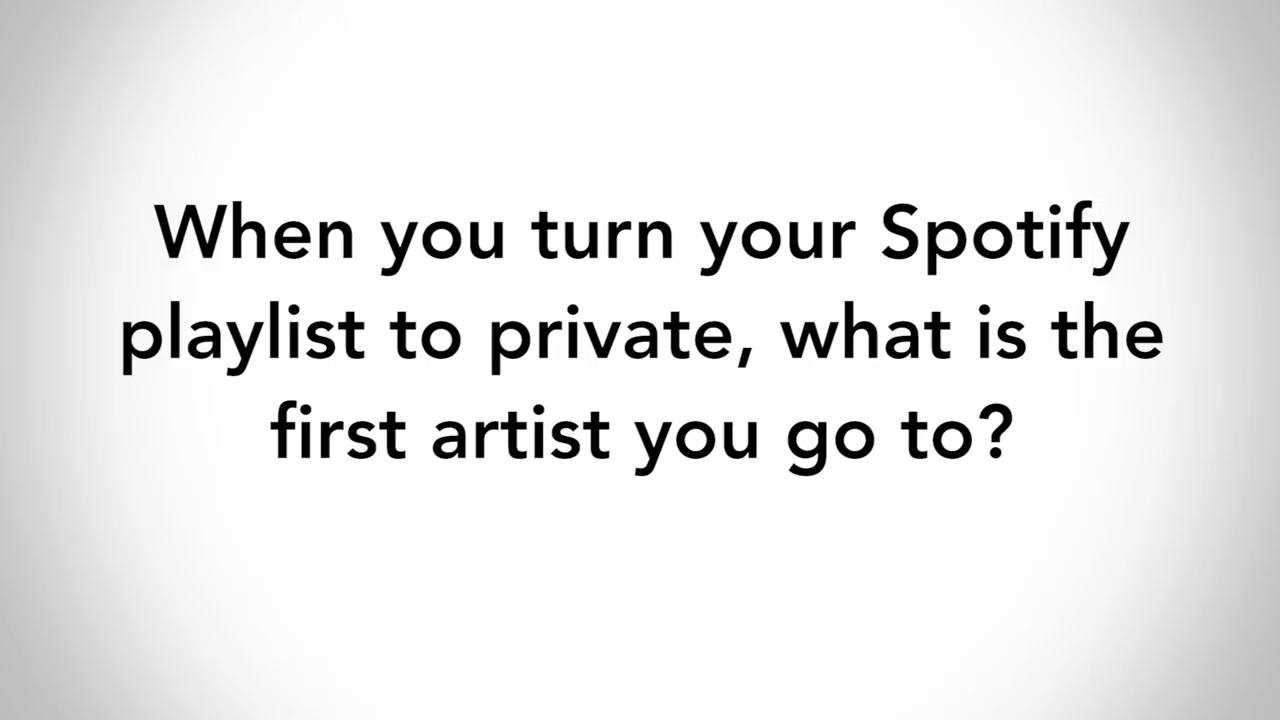 When you turn your Spotify
playlist to private, what is the
first artist you go to?